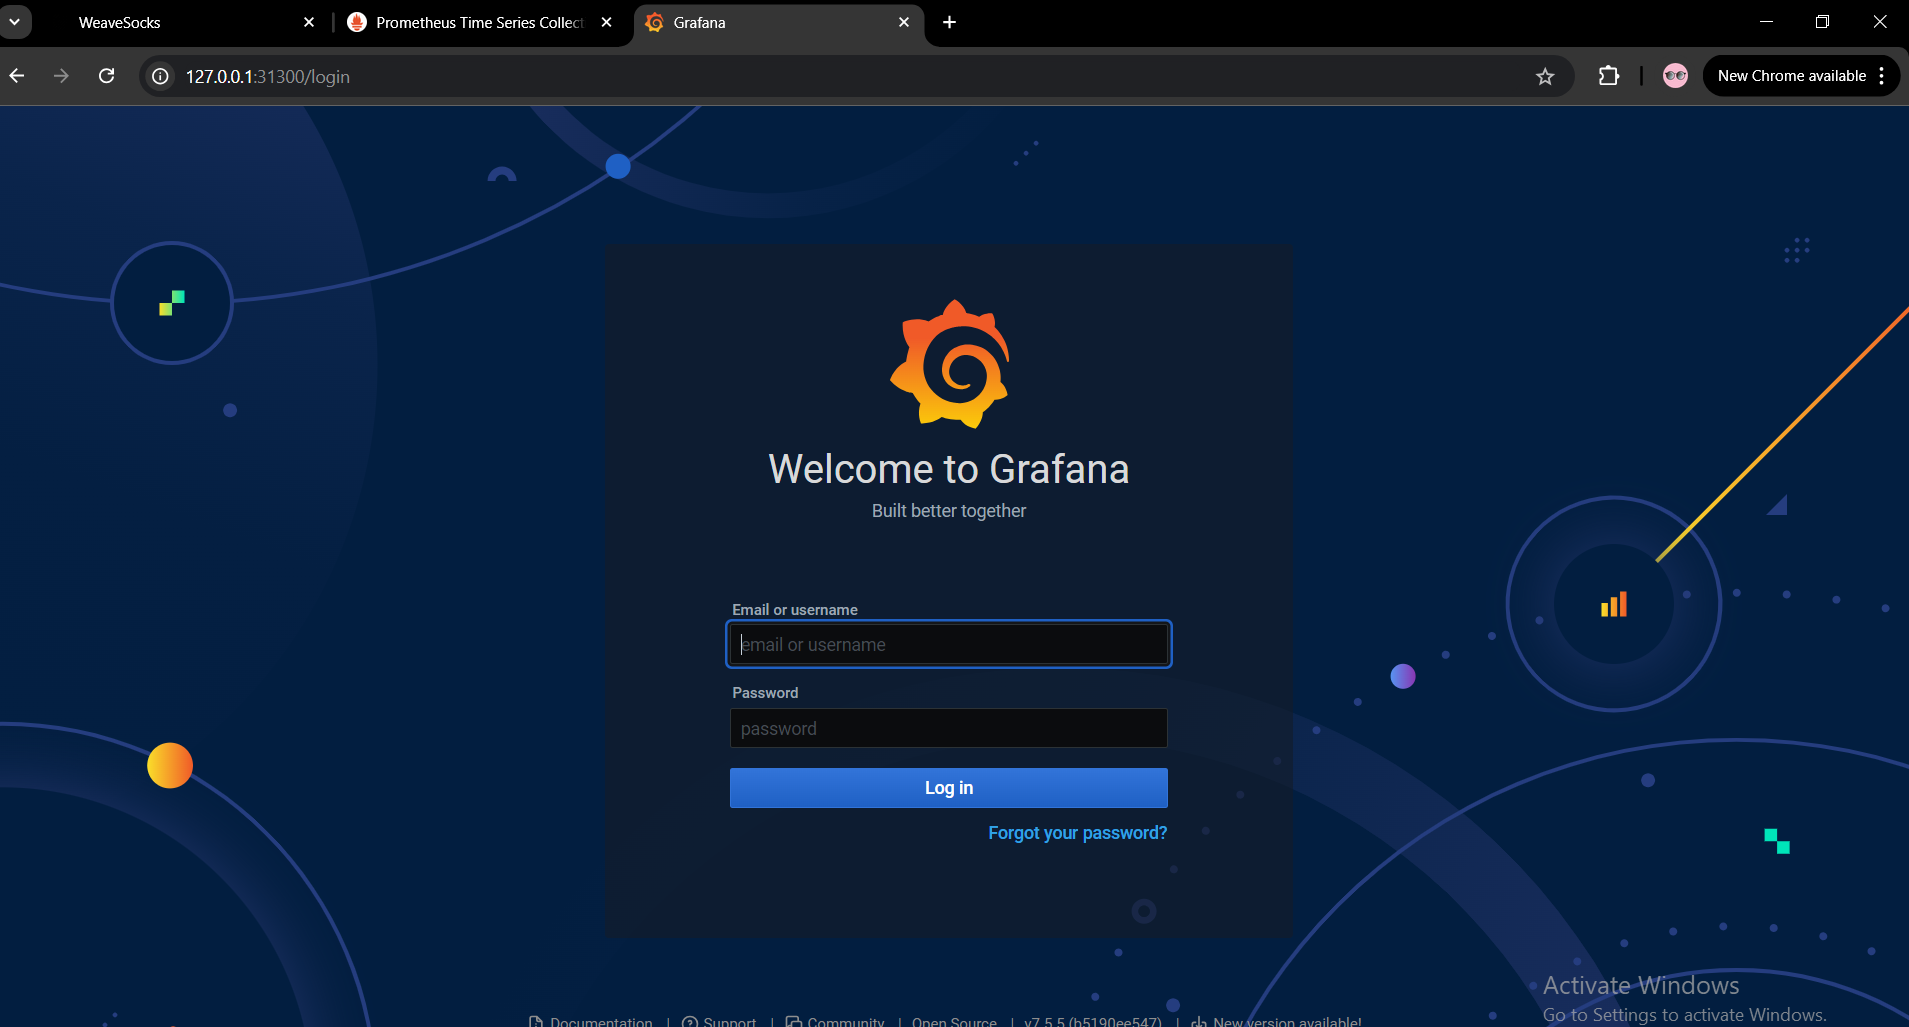 WeaveSocks
Prometheus Time Series Collect
Grafana
127.0.0.1:31300/login
New Chrome available
Welcome to Grafana
Built better together
Email or username
email or username
Password
password
Log in
Forgot your password?
Activate Windows
Go to Settings to activate Windows.
Documentation | Support | Community | Open Source | v7.5.5 (b5190ee547) | New version available!